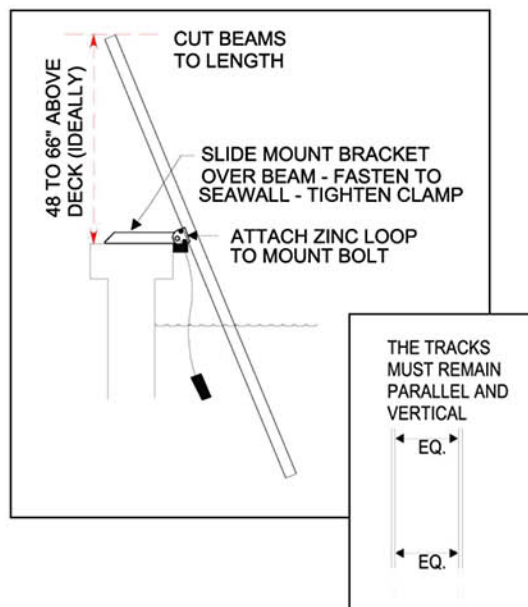 CUT BEAMS
TO LENGTH
48 TO 66" ABOVE
DECK (IDEALLY)
SLIDE MOUNT BRACKET
OVER BEAM - FASTEN TO
SEAWALL - TIGHTEN CLAMP
ATTACH ZINC LOOP
TO MOUNT BOLT
THE TRACKS
MUST REMAIN
PARALLEL AND
VERTICAL
EQ.
EQ.